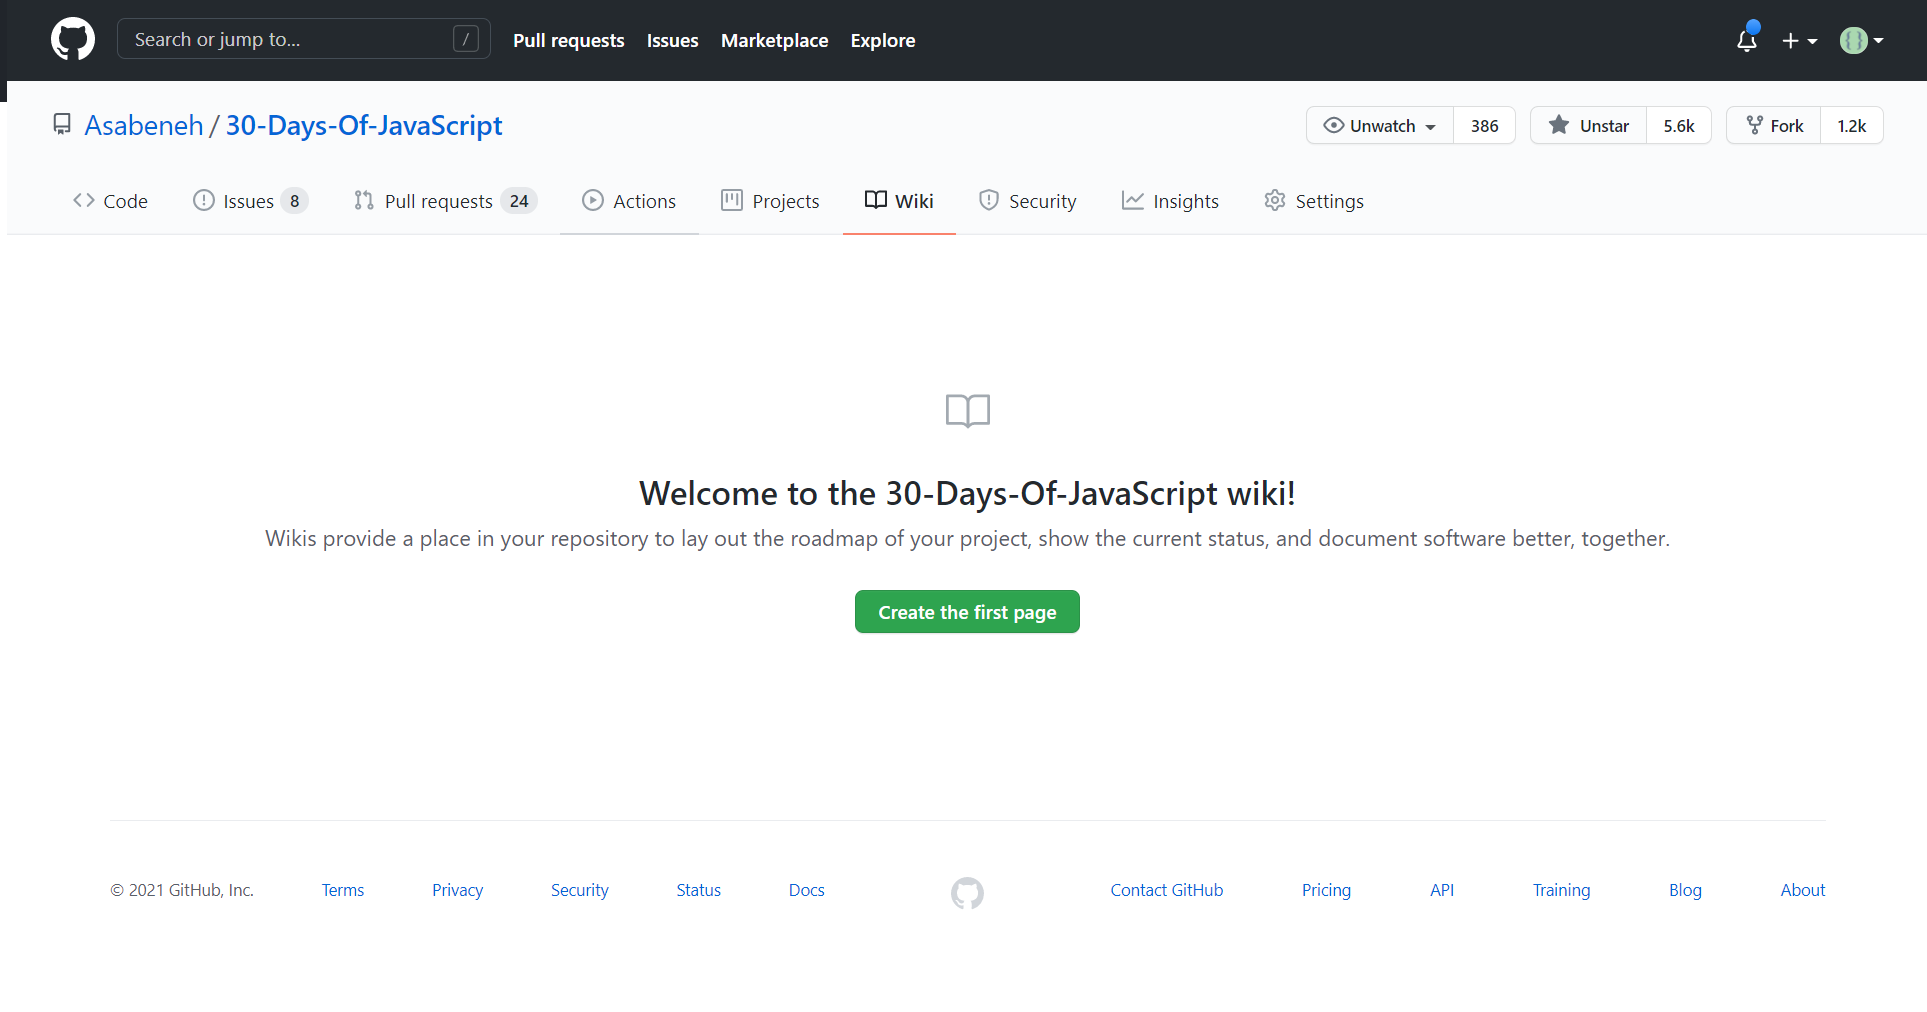 Search or jump to... /
Pull requests Issues Marketplace Explore
Asabeneh / 30-Days-Of-JavaScript
Unwatch 386 Unstar 5.6k Fork 1.2k
Code Issues 8 Pull requests 24 Actions Projects Wiki Security Insights Settings
Welcome to the 30-Days-Of-JavaScript wiki!
Wikis provide a place in your repository to lay out the roadmap of your project, show the current status, and document software better, together.
Create the first page
© 2021 GitHub, Inc. Terms Privacy Security Status Docs Contact GitHub Pricing API Training Blog About